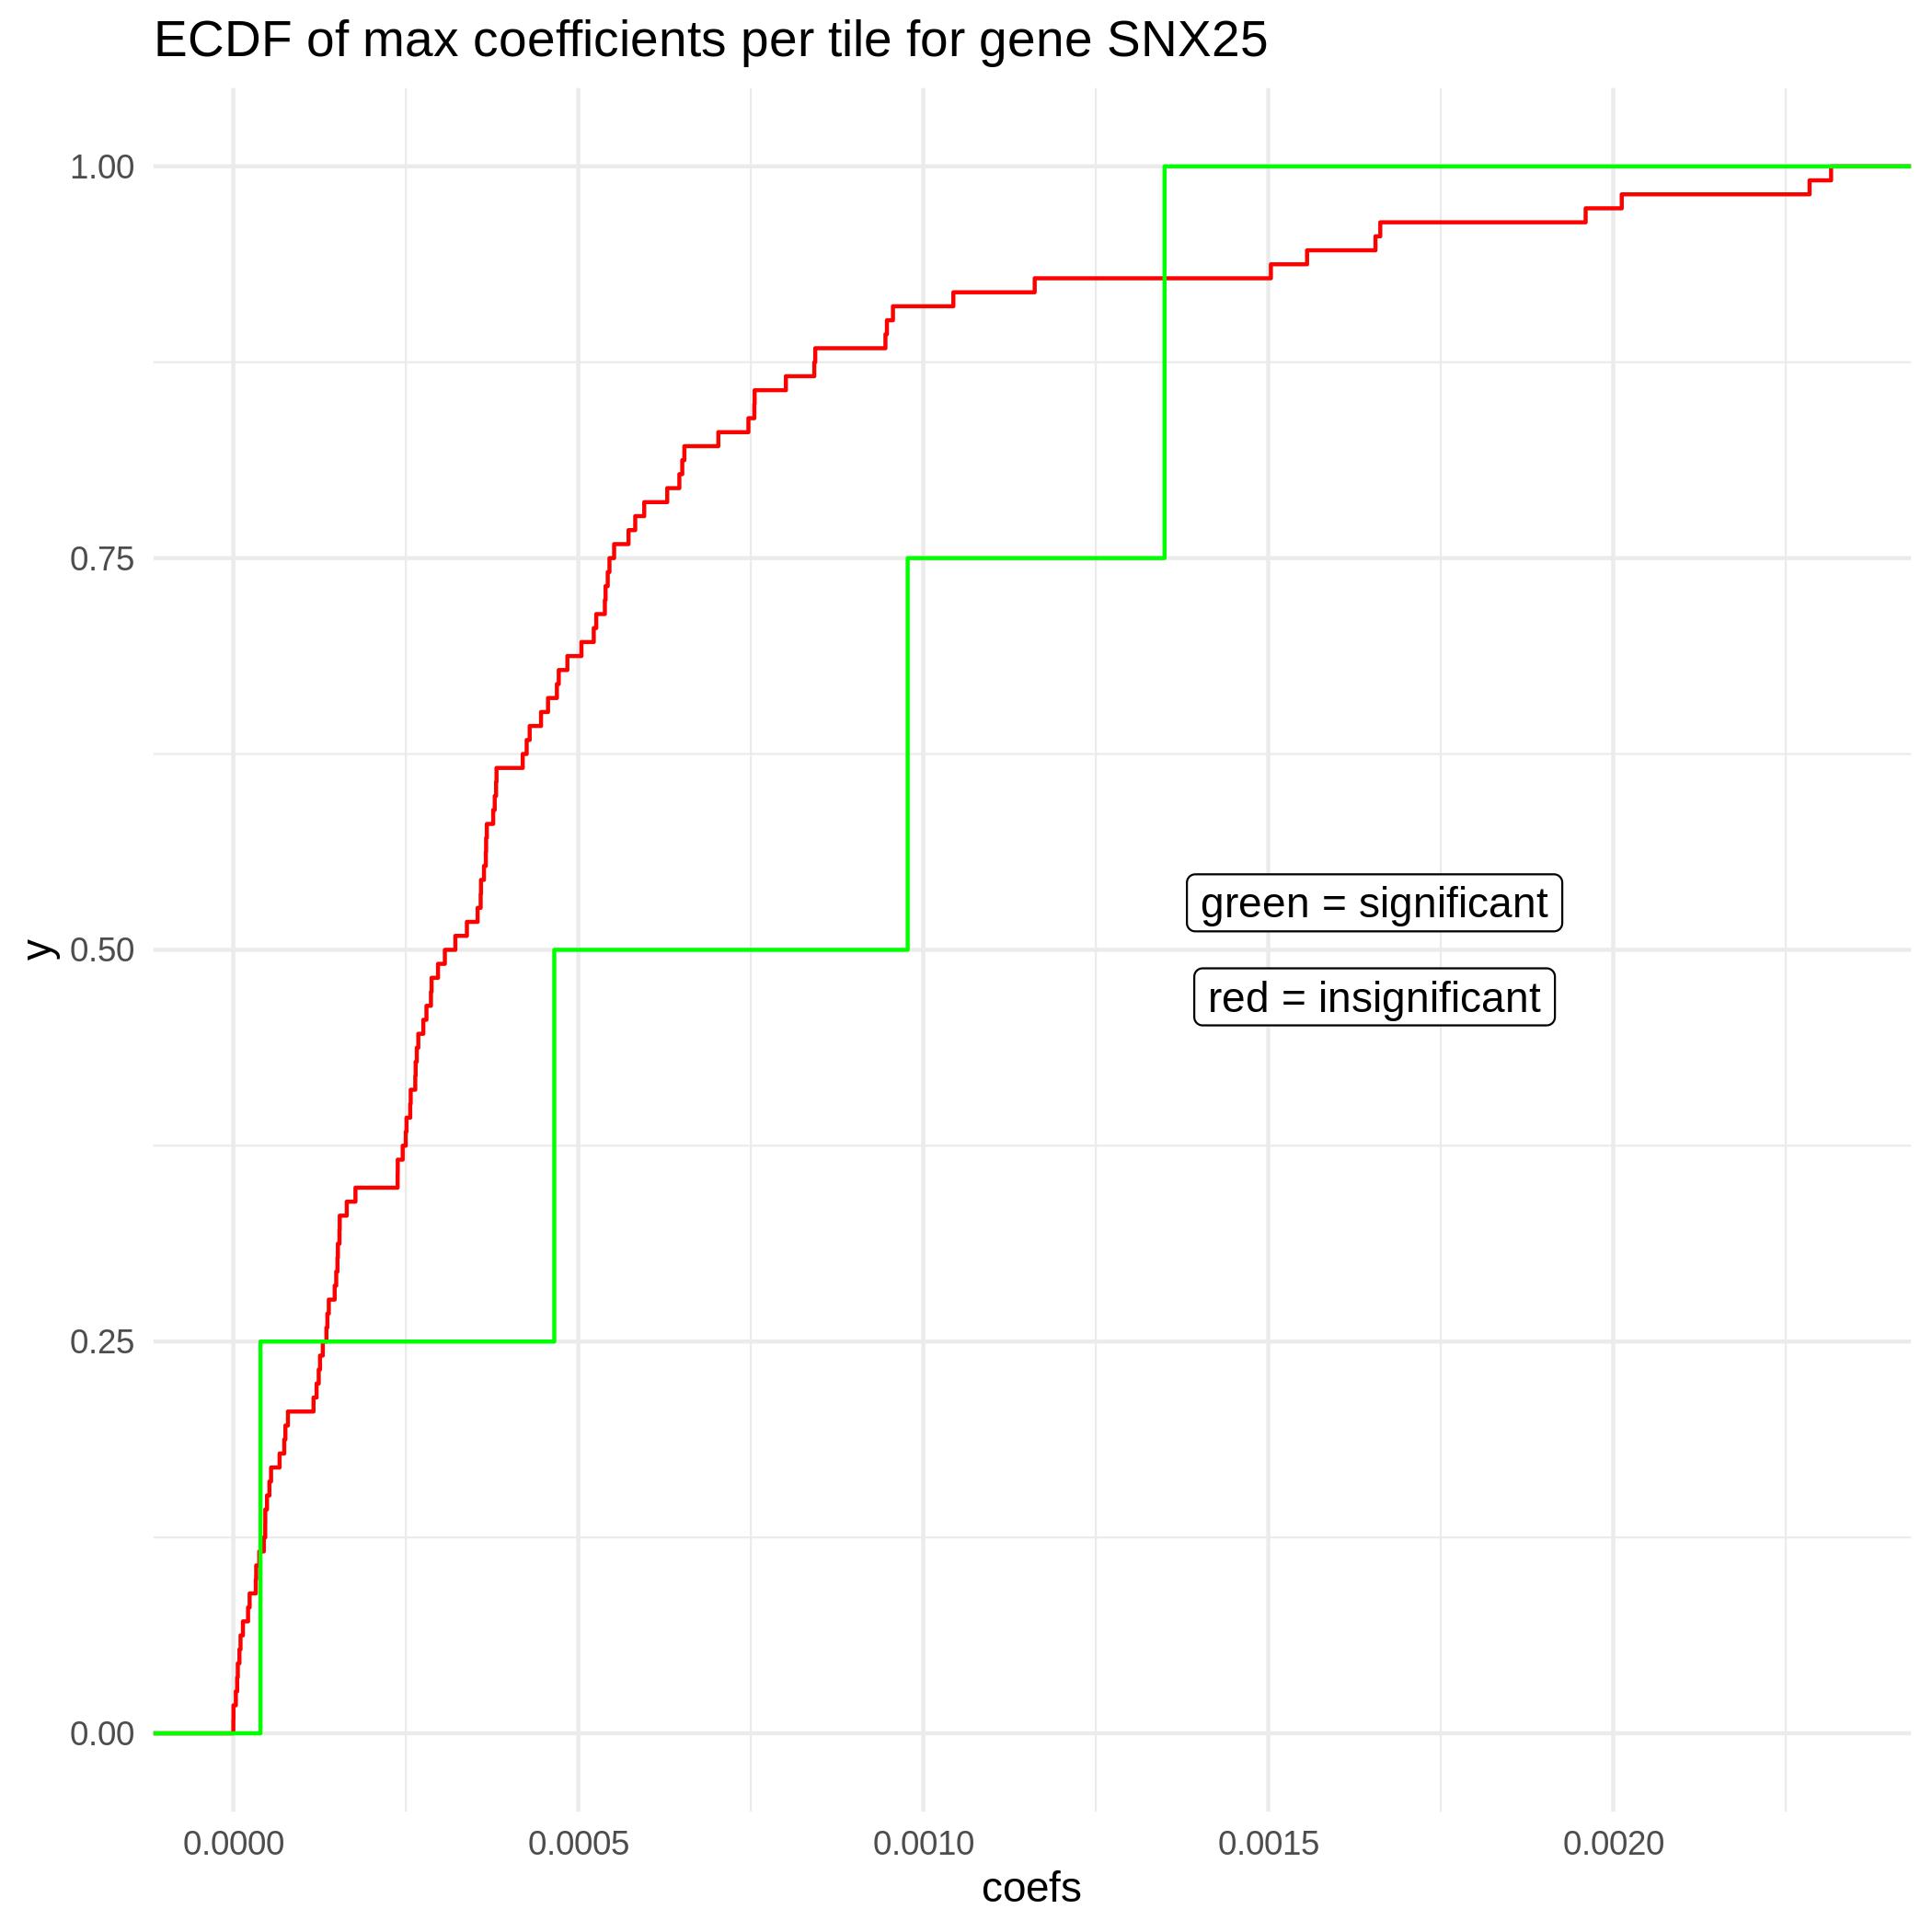 ECDF of max coefficients per tile for gene SNX25
1.00
0.75
0.50
0.25
0.00
y
green = significant
red = insignificant
0.0000 0.0005 0.0010 0.0015 0.0020
coefs